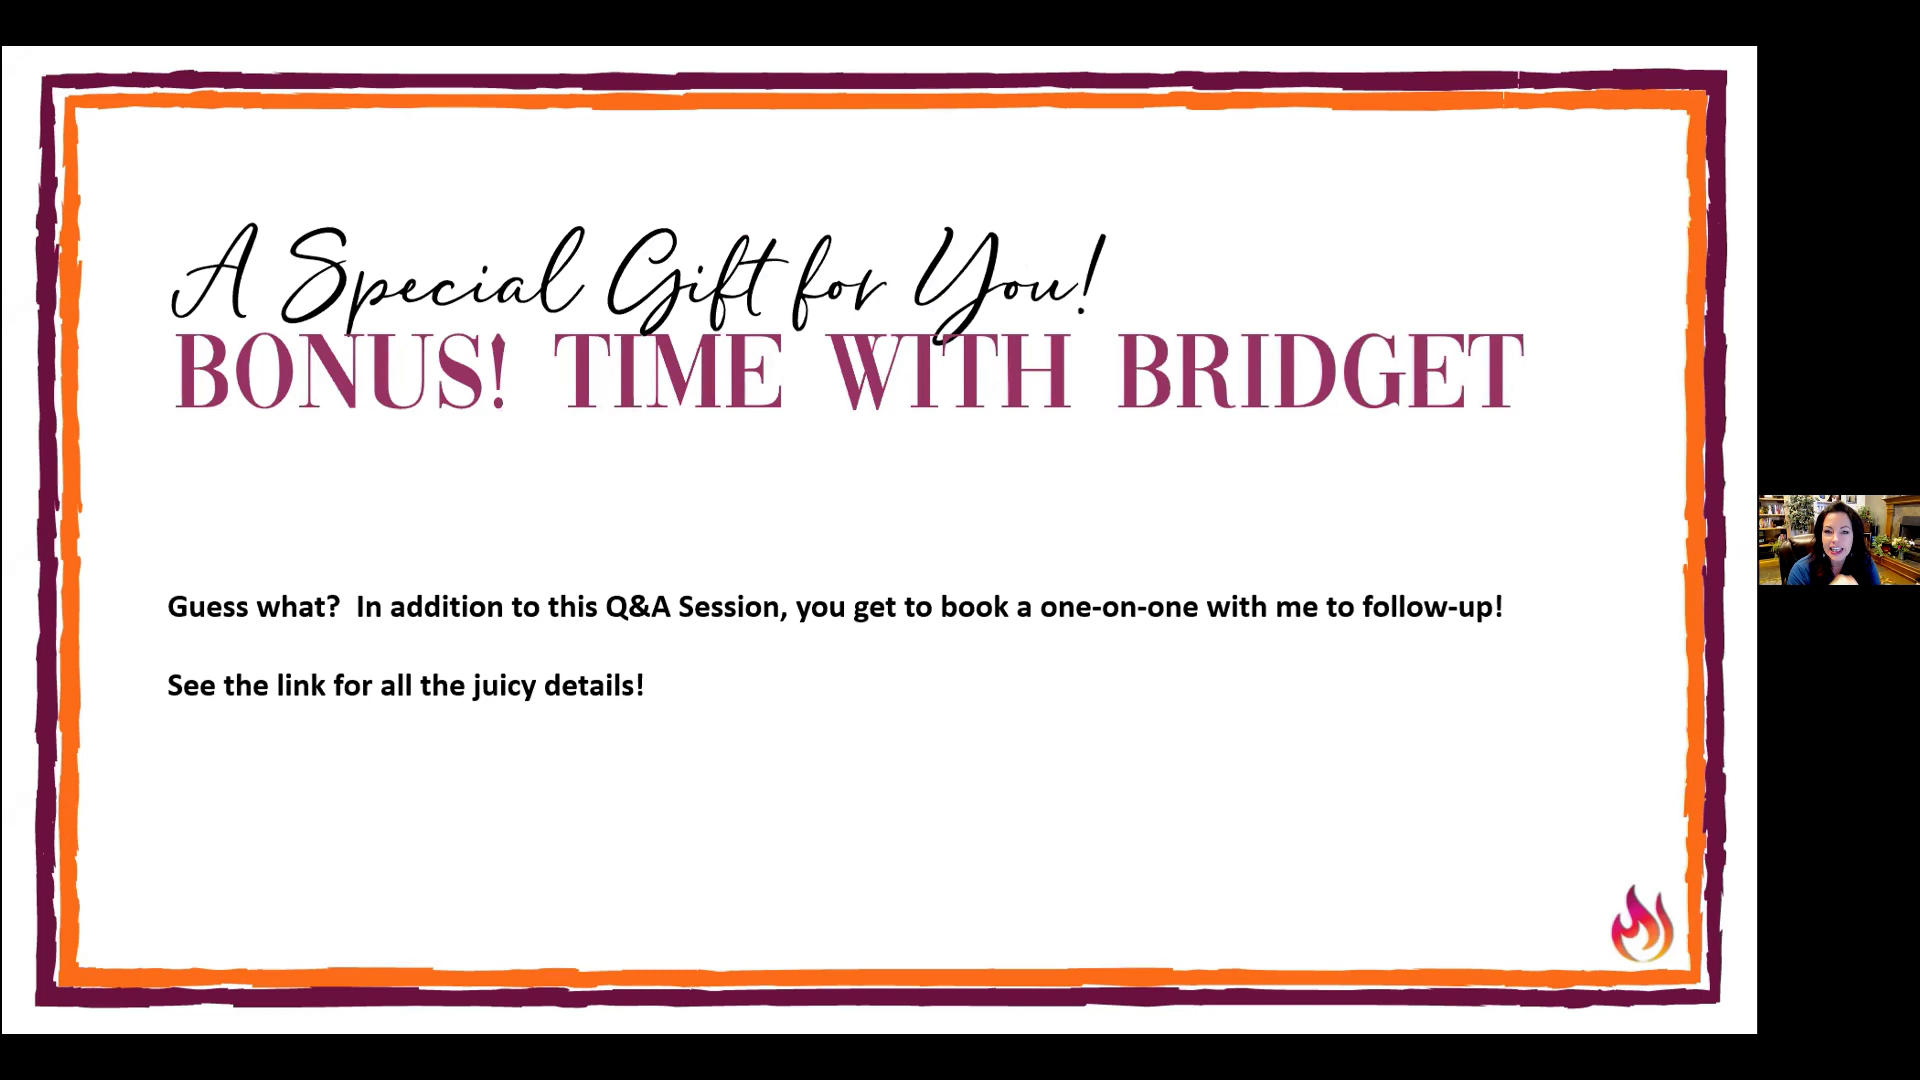 A Special Gift for You!
BONUS! TIME WITH BRIDGET
Guess what? In addition to this Q&A Session, you get to book a one-on-one with me to follow-up!
See the link for all the juicy details!